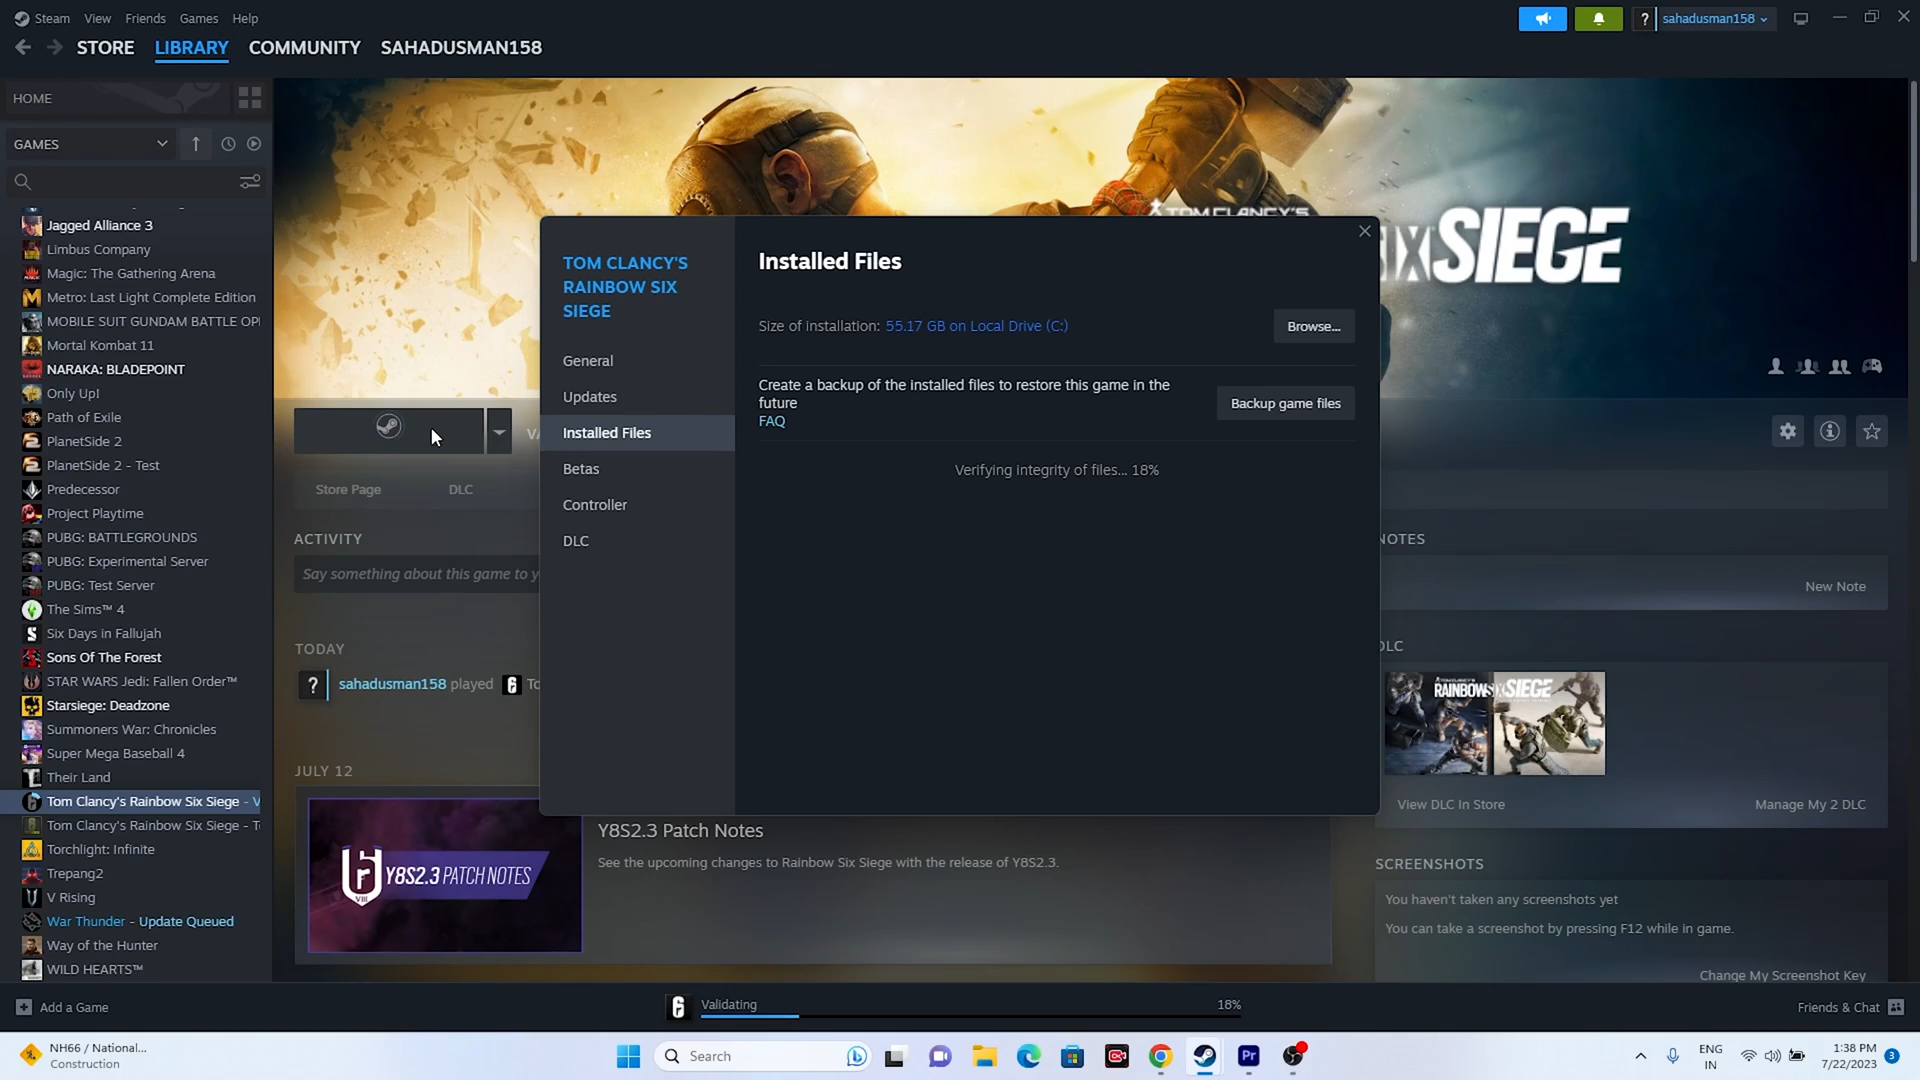 Steam View Friends Games Help
? sahadusman158
STORE LIBRARY COMMUNITY SAHADUSMAN158
HOME
GAMES
Jagged Alliance 3
Limbus Company
Magic: The Gathering Arena
Metro: Last Light Complete Edition
MOBILE SUIT GUNDAM BATTLE OP
Mortal Kombat 11
NARAKA: BLADEPOINT
Only Up!
Path of Exile
PlanetSide 2
PlanetSide 2 - Test
Predecessor
Project Playtime
PUBG: BATTLEGROUNDS
PUBG: Experimental Server
PUBG: Test Server
The Sims™ 4
Six Days in Fallujah
Sons Of The Forest
STAR WARS Jedi: Fallen Order™
Starsiege: Deadzone
Summoners War: Chronicles
Super Mega Baseball 4
Their Land
Tom Clancy's Rainbow Six Siege - V
Tom Clancy's Rainbow Six Siege - T
Torchlight: Infinite
Trepang2
V Rising
War Thunder - Update Queued
Way of the Hunter
WILD HEARTS™
Add a Game
TOM CLANCY'S
IXSIEGE
VA
Store Page DLC
ACTIVITY
Say something about this game to y
TODAY
? sahadusman158 played 6 To
JULY 12
Y8S2.3 PATCH NOTES
VIII
Y8S2.3 Patch Notes
See the upcoming changes to Rainbow Six Siege with the release of Y8S2.3.
TOM CLANCY'S
RAINBOW SIX
SIEGE
General
Updates
Installed Files
Betas
Controller
DLC
Installed Files
Size of installation: 55.17 GB on Local Drive (C:)
Browse...
Create a backup of the installed files to restore this game in the
future
FAQ
Backup game files
Verifying integrity of files... 18%
NOTES
New Note
DLC
RAINBOWSIXSIEGE
View DLC In Store
Manage My 2 DLC
SCREENSHOTS
You haven't taken any screenshots yet
You can take a screenshot by pressing F12 while in game.
Change My Screenshot Key
6 Validating 18%
Friends & Chat
NH66 / National...
Construction
Search
Pr
ENG
IN
1:38 PM
7/22/2023
3